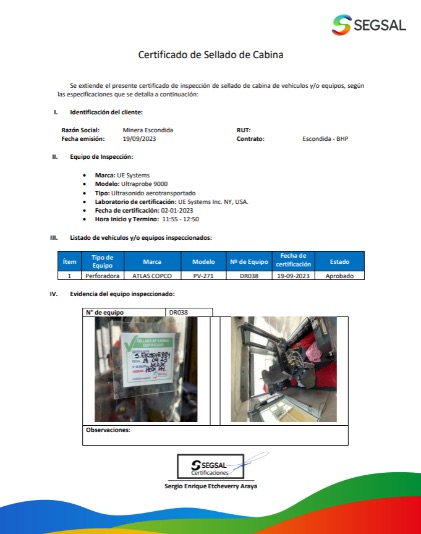 SEGSAL
Certificado de Sellado de Cabina
Se extiende el presente certificado de inspección de sellado de cabina de vehículos y/o equipos, según
las especificaciones que se detalla a continuación:
I. Identificación del cliente:
Razón Social: Minera Escondida RUT:
Fecha emisión: 19/09/2023 Contrato: Escondida - BHP
II. Equipo de Inspección:
• Marca: UE Systems
• Modelo: Ultraprobe 9000
• Tipo: Ultrasonido aerotransportado
• Laboratorio de certificación: UE Systems Inc. NY, USA.
• Fecha de certificación: 02-01-2023
• Hora Inicio y Termino: 11:55 - 12:50
III. Listado de vehículos y/o equipos inspeccionados:
Ítem Tipo de Equipo Marca Modelo Nº de Equipo Fecha de certificación Estado
1 Perforadora ATLAS COPCO PV-271 DR038 19-09-2023 Aprobado
IV. Evidencia del equipo inspeccionado:
N° de equipo DR038
SELLADO DE CABINA
CERTIFICADO
Observaciones:
SEGSAL
Certificaciones
Sergio Enrique Etcheverry Araya